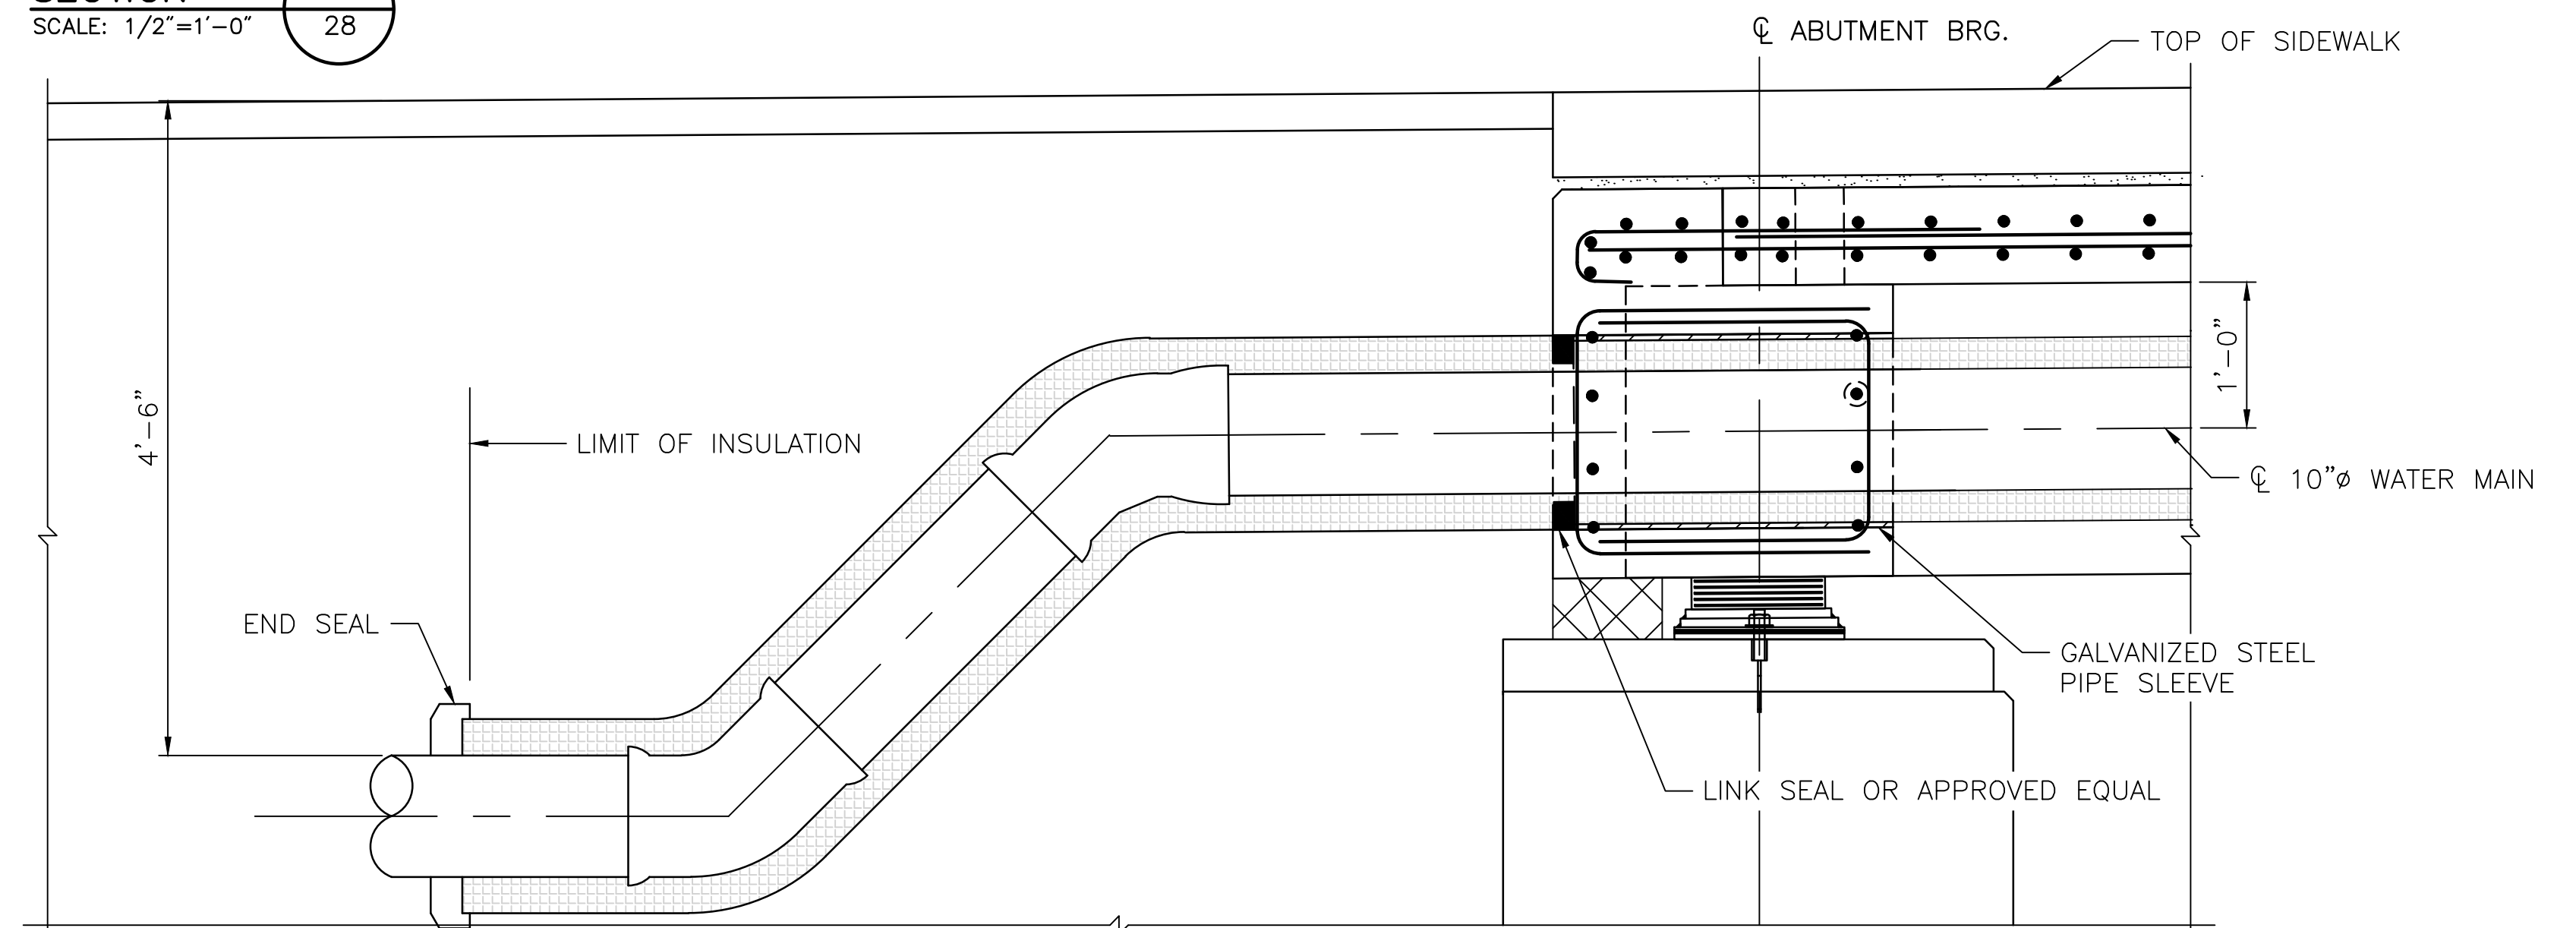 SECTION
SCALE: 1/2"=1'-0"
28
℄ ABUTMENT BRG.
TOP OF SIDEWALK
4'-6"
LIMIT OF INSULATION
1'-0"
℄ 10"ø WATER MAIN
END SEAL
GALVANIZED STEEL
PIPE SLEEVE
LINK SEAL OR APPROVED EQUAL